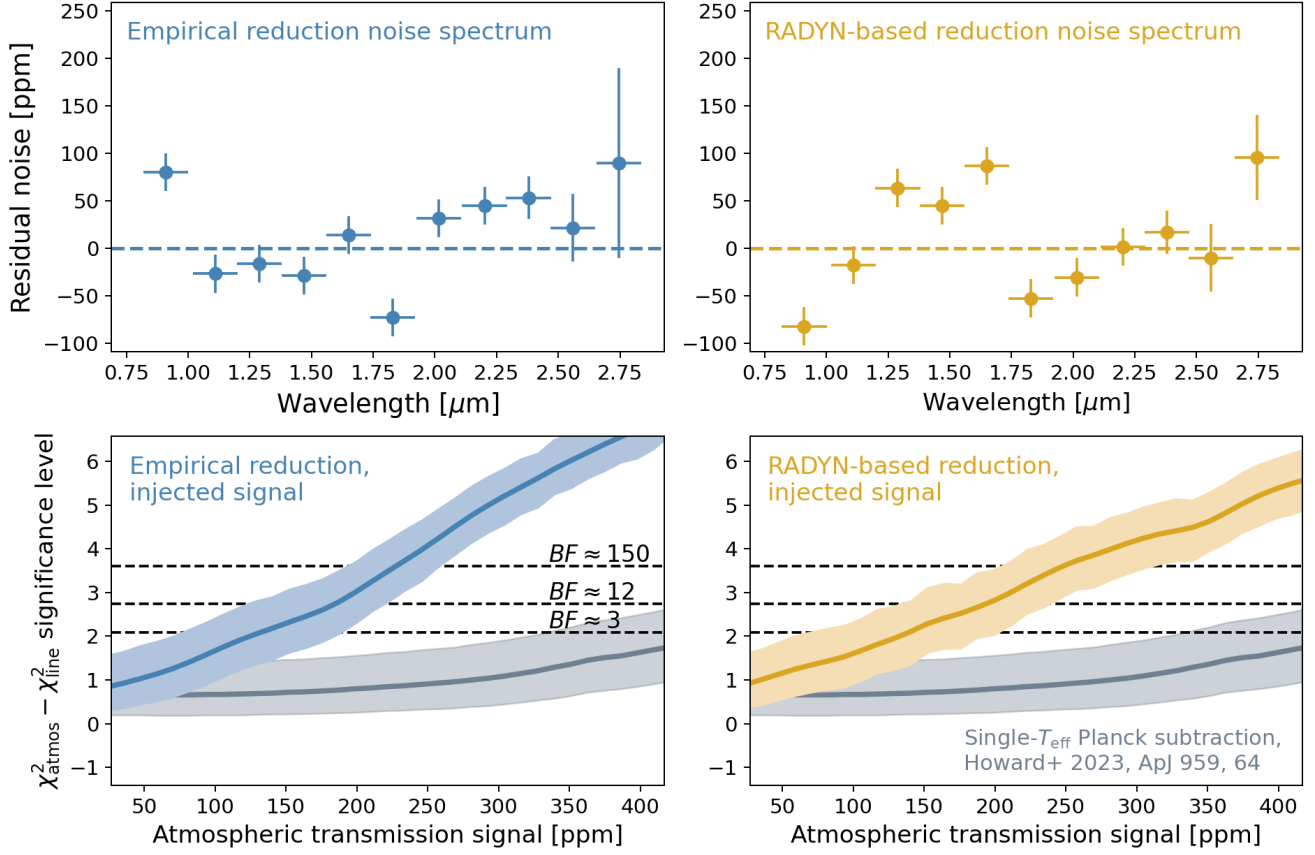 Empirical reduction noise spectrum
250
200
150
100
50
0
−50
−100
Residual noise [ppm]
0.75 1.00 1.25 1.50 1.75 2.00 2.25 2.50 2.75
Wavelength [μm]
RADYN-based reduction noise spectrum
250
200
150
100
50
0
−50
−100
0.75 1.00 1.25 1.50 1.75 2.00 2.25 2.50 2.75
Wavelength [μm]
Empirical reduction,
injected signal
6
5
4
3
2
1
0
−1
χ²atmos − χ²line significance level
BF ≈ 150
BF ≈ 12
BF ≈ 3
50 100 150 200 250 300 350 400
Atmospheric transmission signal [ppm]
RADYN-based reduction,
injected signal
6
5
4
3
2
1
0
−1
Single-Teff Planck subtraction,
Howard+ 2023, ApJ 959, 64
50 100 150 200 250 300 350 400
Atmospheric transmission signal [ppm]